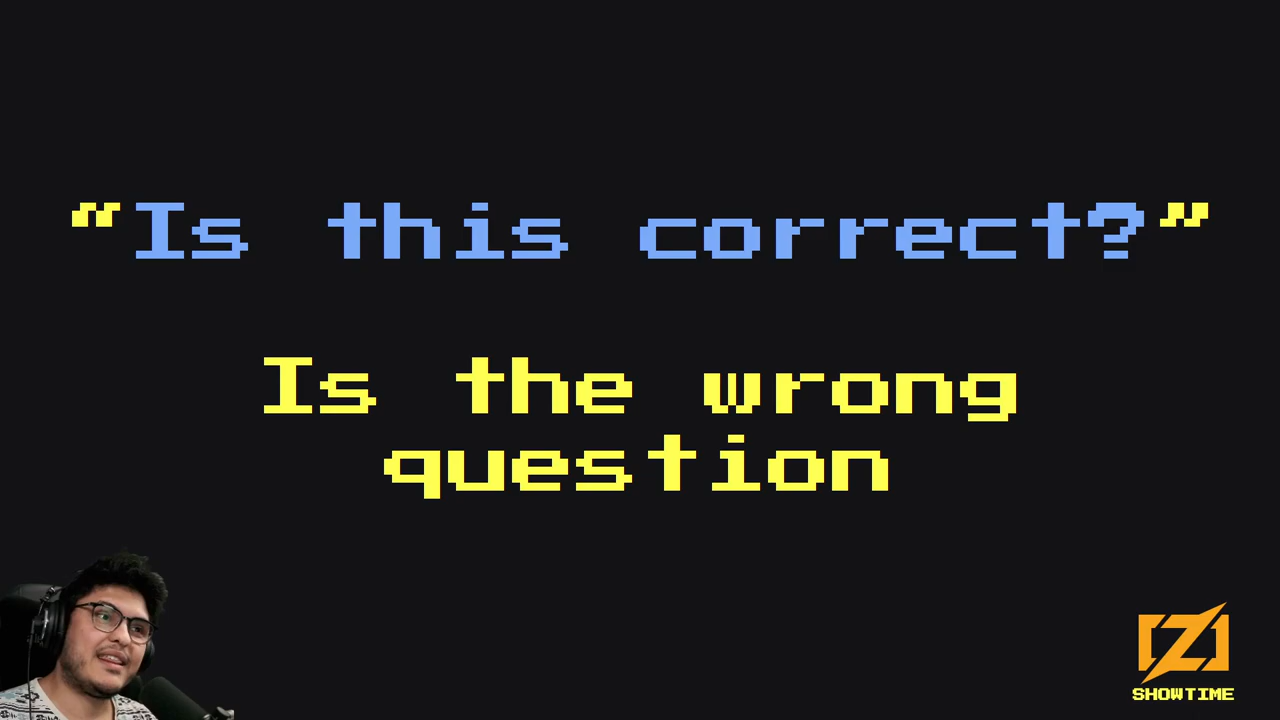 “Is this correct?”
Is the wrong
question
Z
SHOWTIME